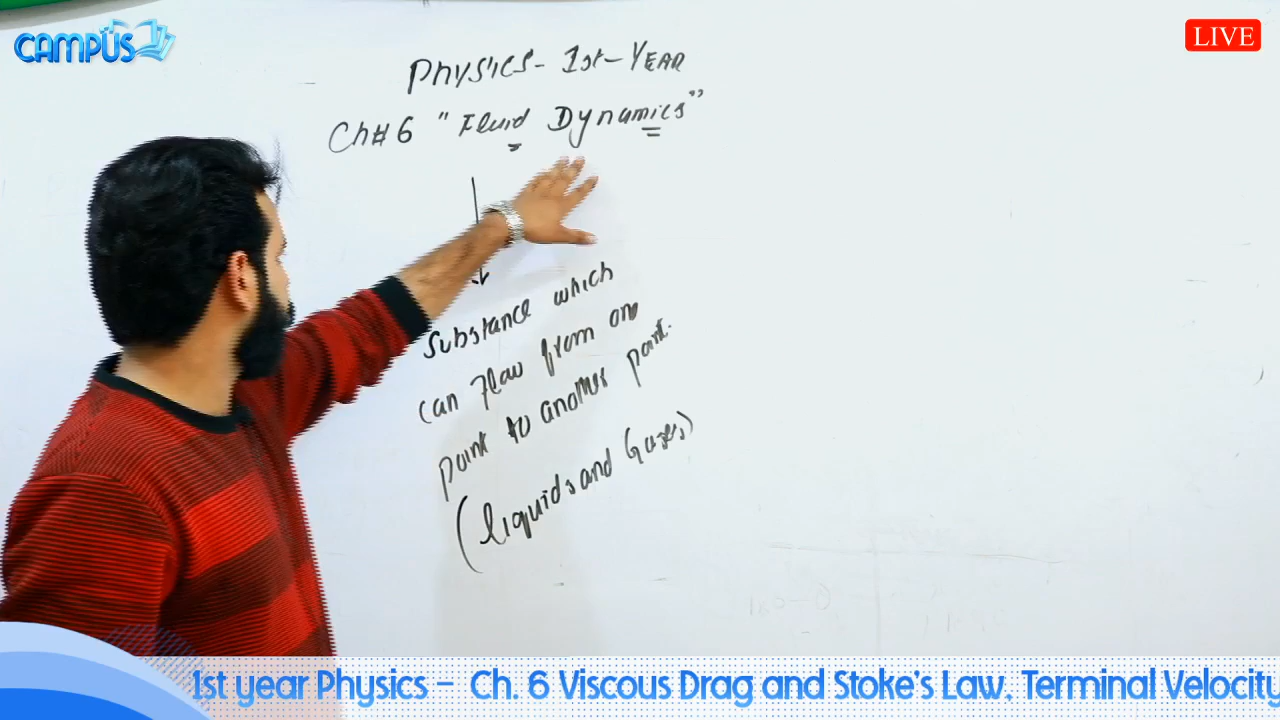 CAMPUS
LIVE
Physics - 1st - YEAR
Ch# 6 " Fluid Dynamics "
Substance which
can flow from one
point to another point.
(liquids and Gases)
1st year Physics – Ch. 6 Viscous Drag and Stoke's Law, Terminal Velocity